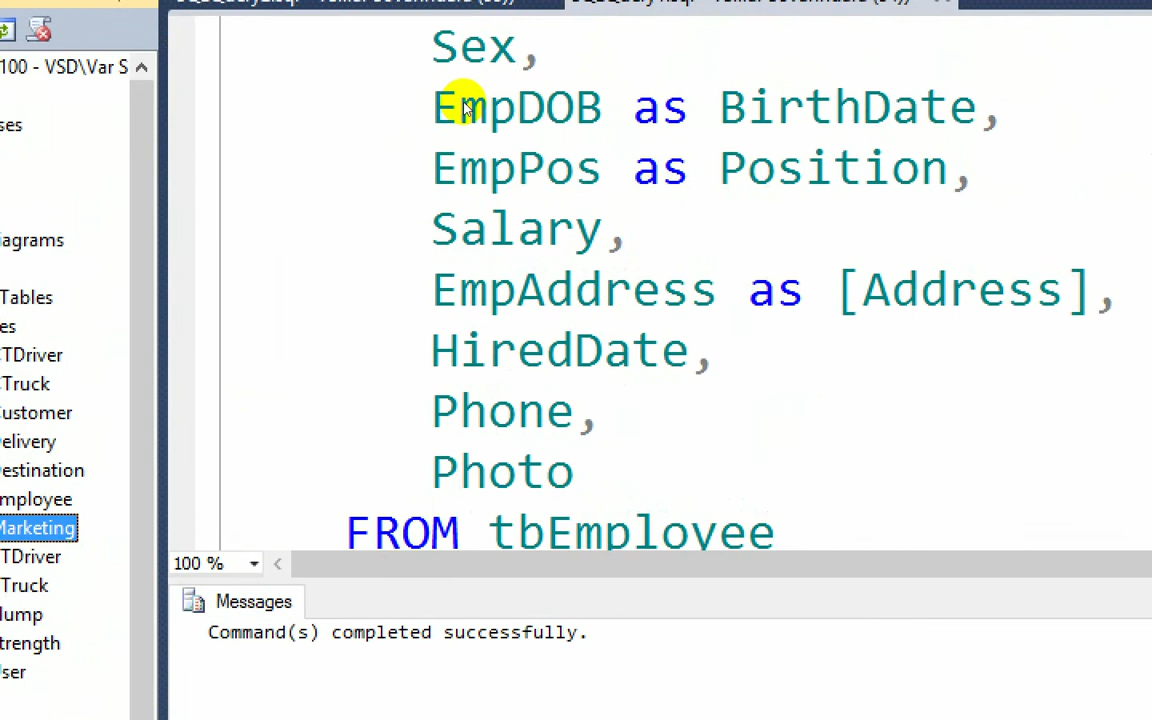 100 - VSD\Var S
ses
iagrams
Tables
es
TDriver
Truck
ustomer
elivery
estination
mployee
Marketing
TDriver
Truck
ump
trength
ser
Sex,
EmpDOB as BirthDate,
EmpPos as Position,
Salary,
EmpAddress as [Address],
HiredDate,
Phone,
Photo
FROM tbEmployee
100 %
Messages
Command(s) completed successfully.